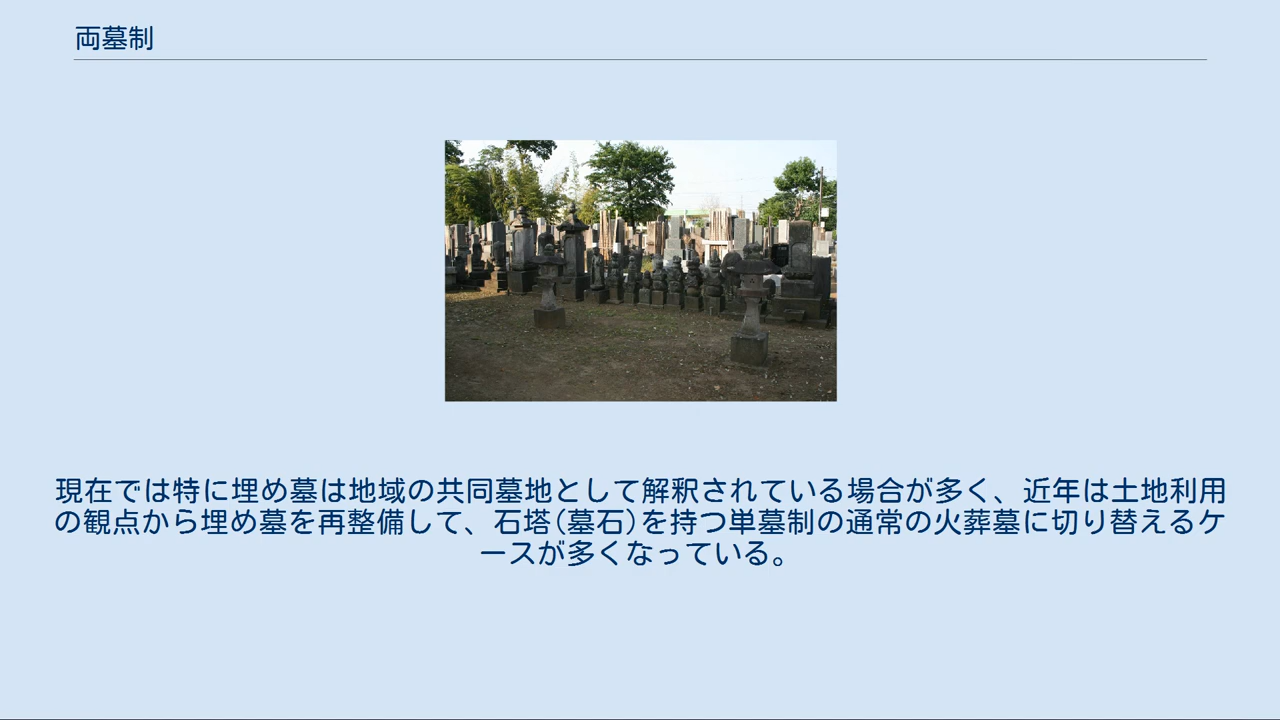 両墓制
現在では特に埋め墓は地域の共同墓地として解釈されている場合が多く、近年は土地利用
の観点から埋め墓を再整備して、石塔(墓石)を持つ単墓制の通常の火葬墓に切り替えるケ
ースが多くなっている。